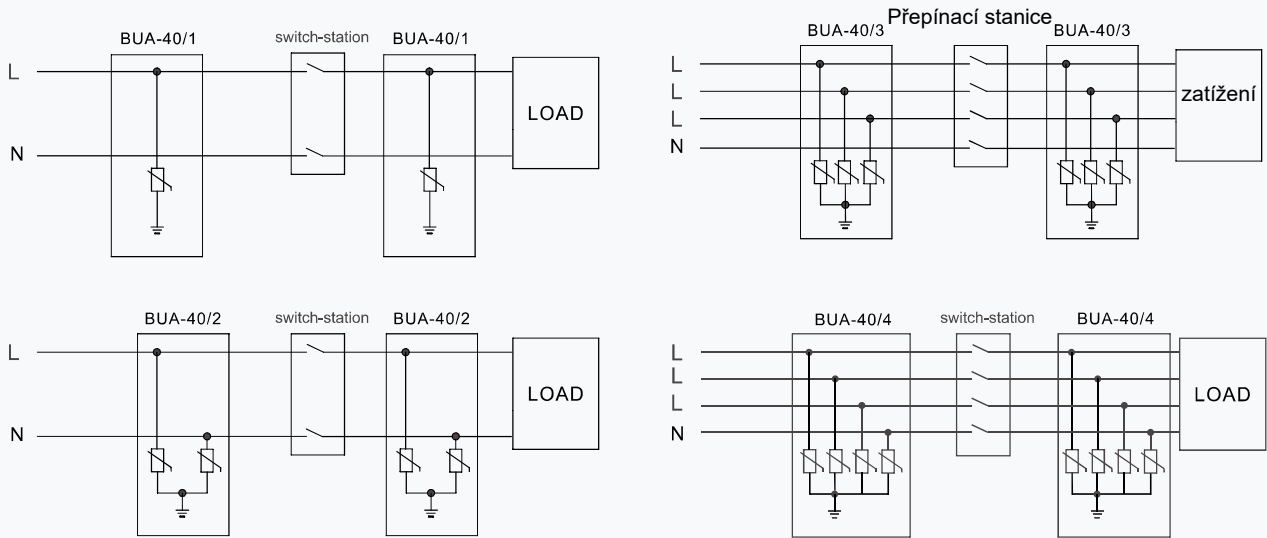 BUA-40/1
switch-station
BUA-40/1
L
N
LOAD
Přepínací stanice
BUA-40/3
BUA-40/3
L
L
L
N
zatížení
BUA-40/2
switch-station
BUA-40/2
L
N
LOAD
BUA-40/4
switch-station
BUA-40/4
L
L
L
N
LOAD